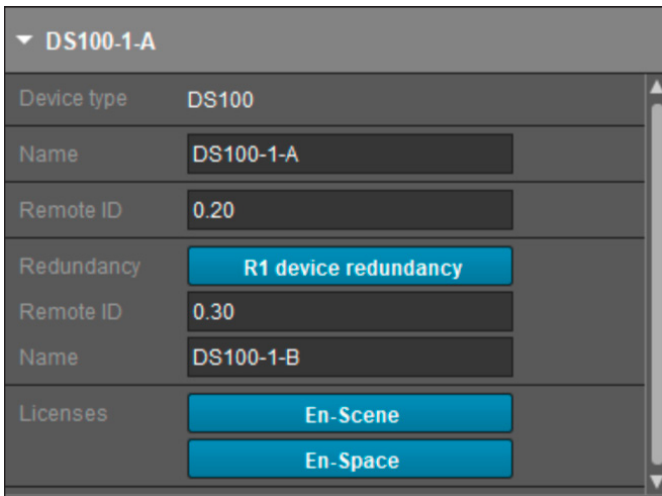 DS100-1-A
Device type DS100
Name DS100-1-A
Remote ID 0.20
Redundancy R1 device redundancy
Remote ID 0.30
Name DS100-1-B
Licenses En-Scene
En-Space